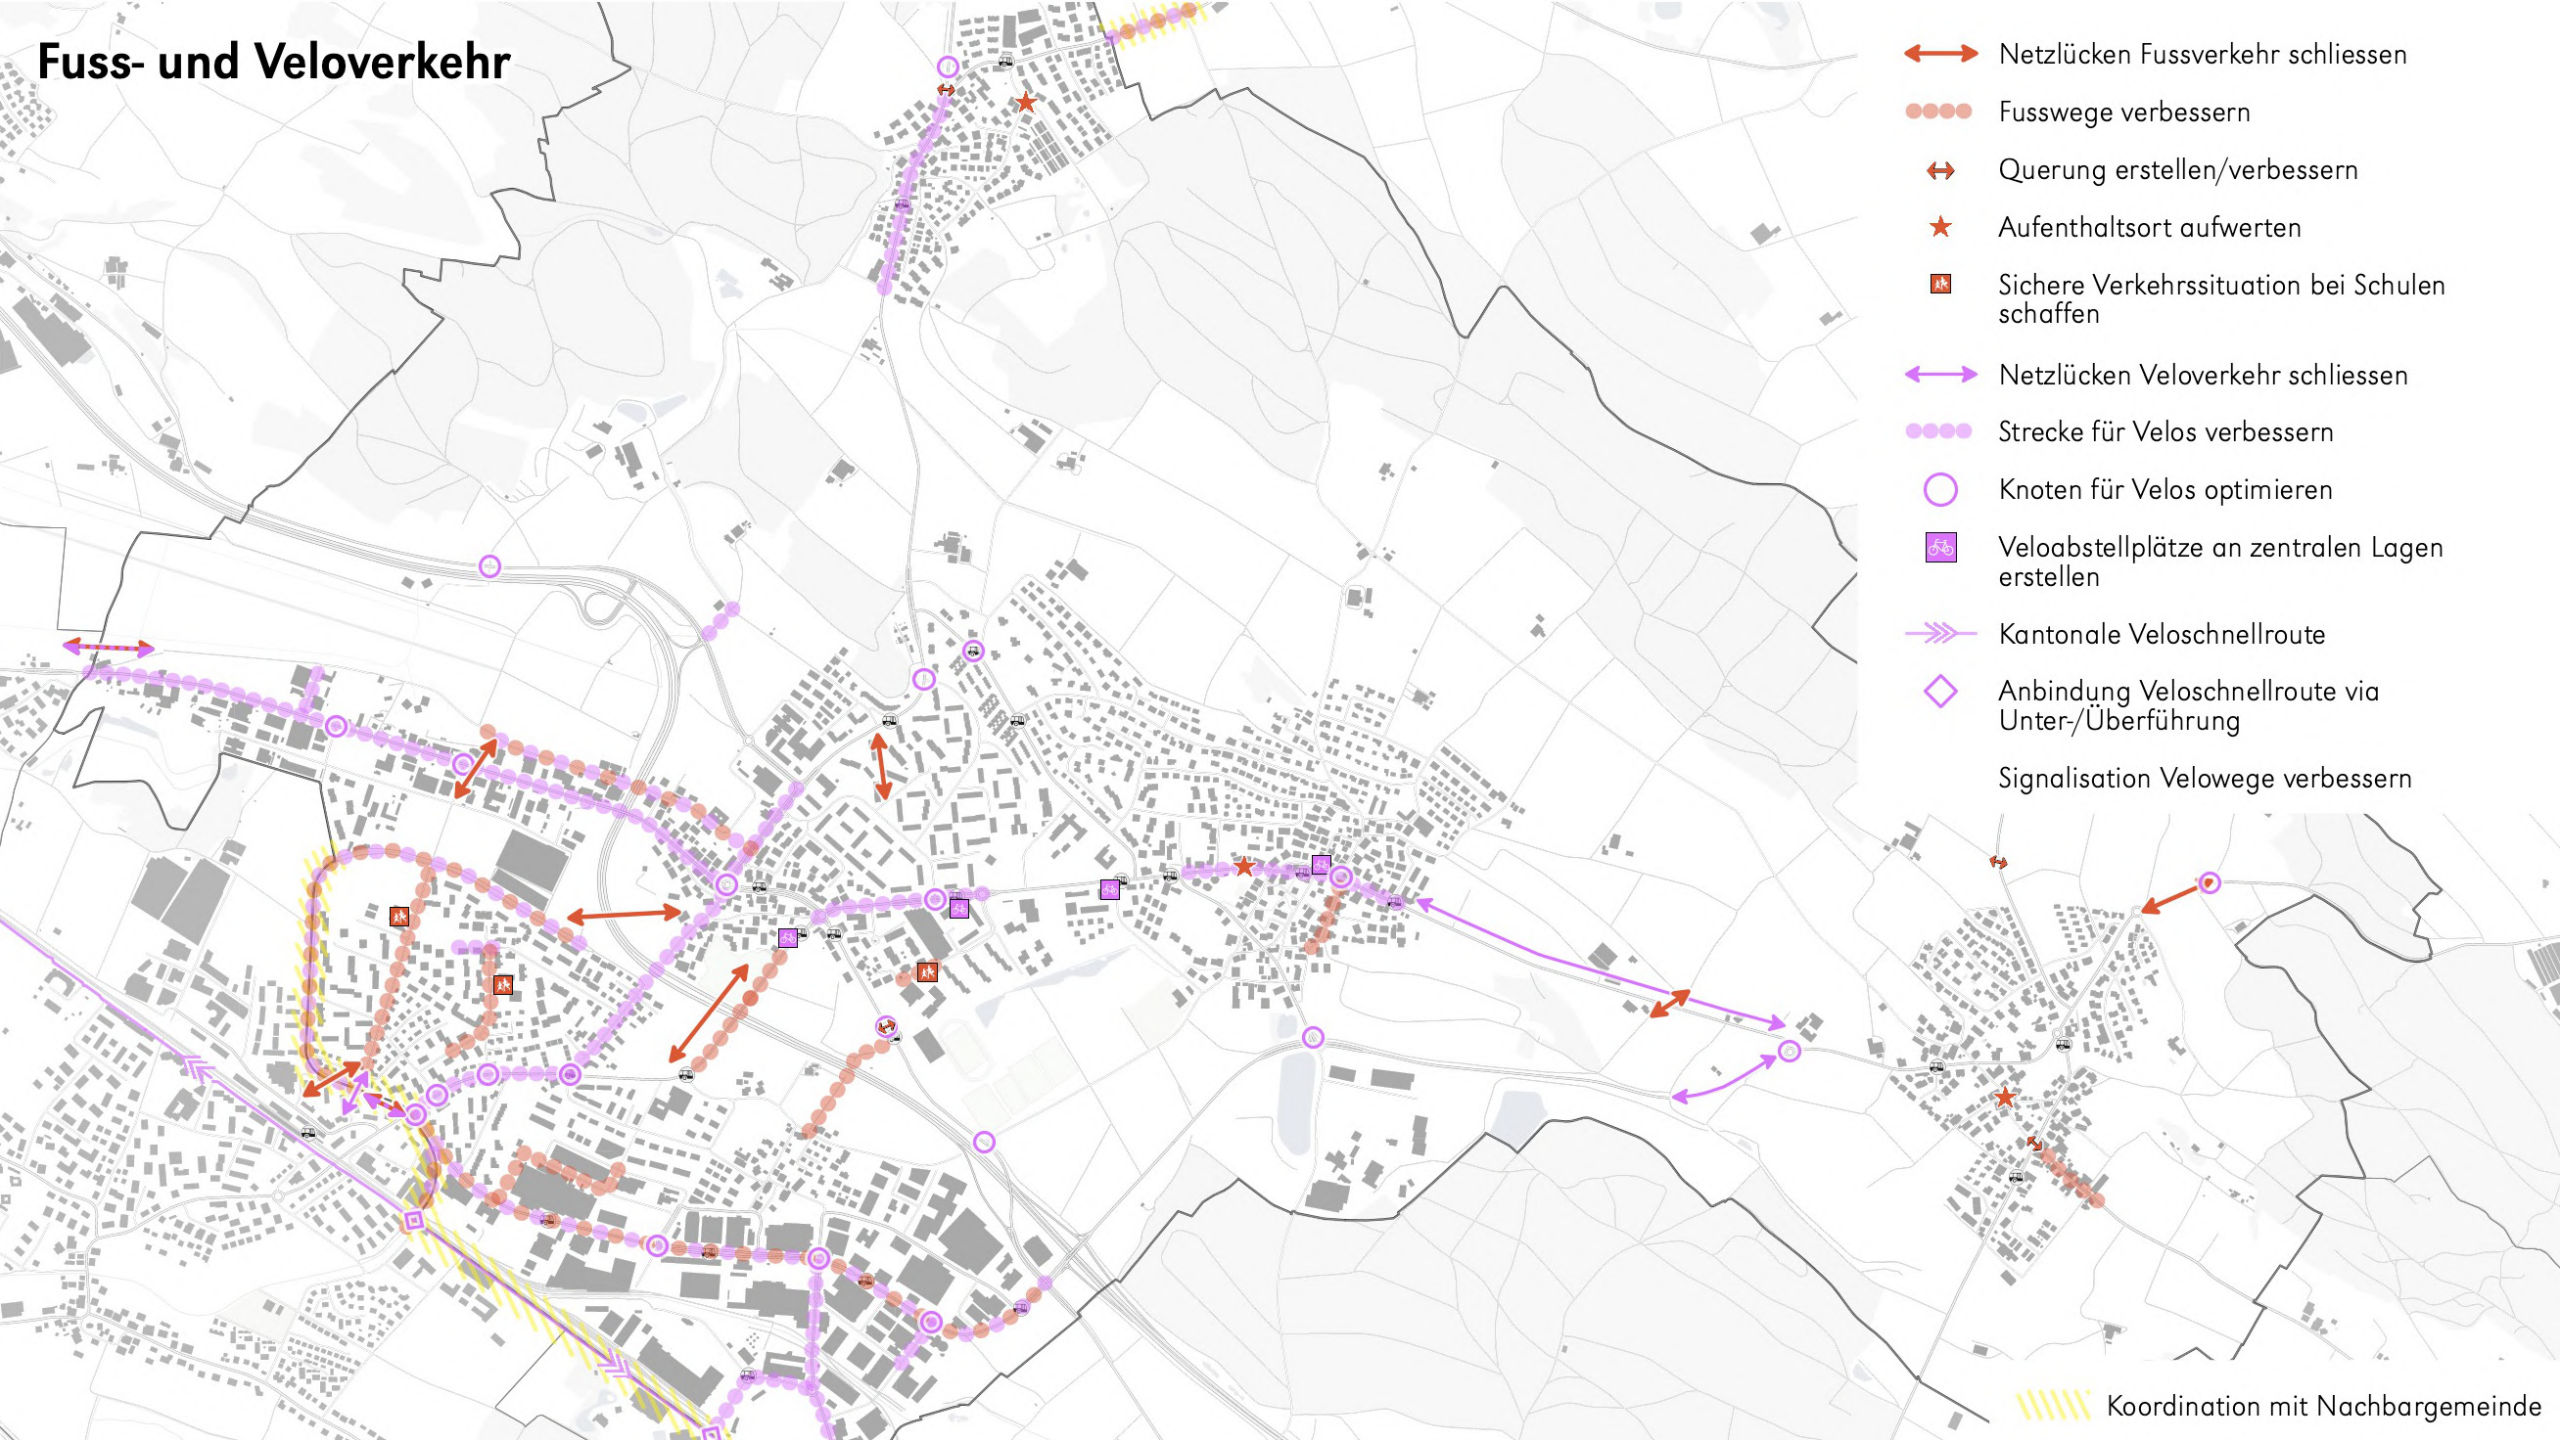 Fuss- und Veloverkehr
Netzlücken Fussverkehr schliessen
Fusswege verbessern
Querung erstellen/verbessern
Aufenthaltsort aufwerten
Sichere Verkehrssituation bei Schulen
schaffen
Netzlücken Veloverkehr schliessen
Strecke für Velos verbessern
Knoten für Velos optimieren
Veloabstellplätze an zentralen Lagen
erstellen
Kantonale Veloschnellroute
Anbindung Veloschnellroute via
Unter-/Überführung
Signalisation Velowege verbessern
Koordination mit Nachbargemeinde